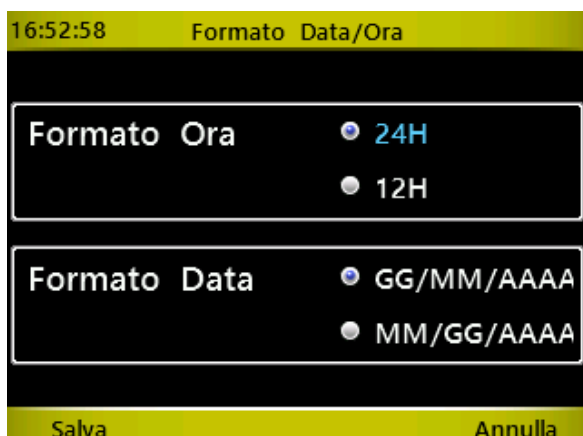 16:52:58 Formato Data/Ora
Formato Ora 24H
12H
Formato Data GG/MM/AAAA
MM/GG/AAAA
Salva Annulla